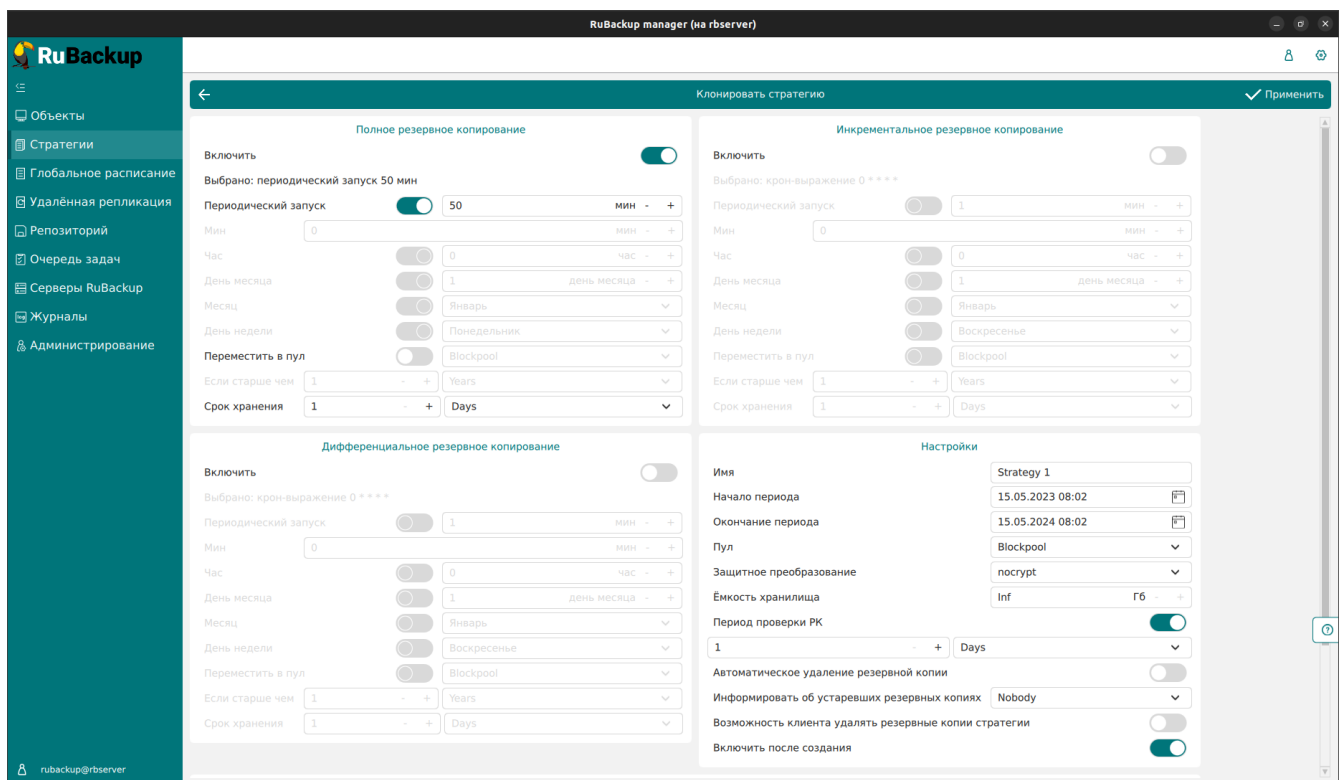 RuBackup manager (на rbserver)
RuBackup
Объекты
Стратегии
Глобальное расписание
Удалённая репликация
Репозиторий
Очередь задач
Серверы RuBackup
Журналы
Администрирование
rubackup@rbserver
Клонировать стратегию
Применить
Полное резервное копирование
Включить
Выбрано: периодический запуск 50 мин
Периодический запуск 50 мин - +
Мин 0 мин - +
Час 0 час - +
День месяца 1 день месяца - +
Месяц Январь
День недели Понедельник
Переместить в пул Blockpool
Если старше чем 1 - + Years
Срок хранения 1 - + Days
Инкрементальное резервное копирование
Включить
Выбрано: крон-выражение 0 * * * *
Периодический запуск 1 мин - +
Мин 0 мин - +
Час 0 час - +
День месяца 1 день месяца - +
Месяц Январь
День недели Воскресенье
Переместить в пул Blockpool
Если старше чем 1 - + Years
Срок хранения 1 - + Days
Дифференциальное резервное копирование
Включить
Выбрано: крон-выражение 0 * * * *
Периодический запуск 1 мин - +
Мин 0 мин - +
Час 0 час - +
День месяца 1 день месяца - +
Месяц Январь
День недели Воскресенье
Переместить в пул Blockpool
Если старше чем 1 - + Years
Срок хранения 1 - + Days
Настройки
Имя Strategy 1
Начало периода 15.05.2023 08:02
Окончание периода 15.05.2024 08:02
Пул Blockpool
Защитное преобразование nocrypt
Ёмкость хранилища Inf Гб - +
Период проверки РК
1 - + Days
Автоматическое удаление резервной копии
Информировать об устаревших резервных копиях Nobody
Возможность клиента удалять резервные копии стратегии
Включить после создания